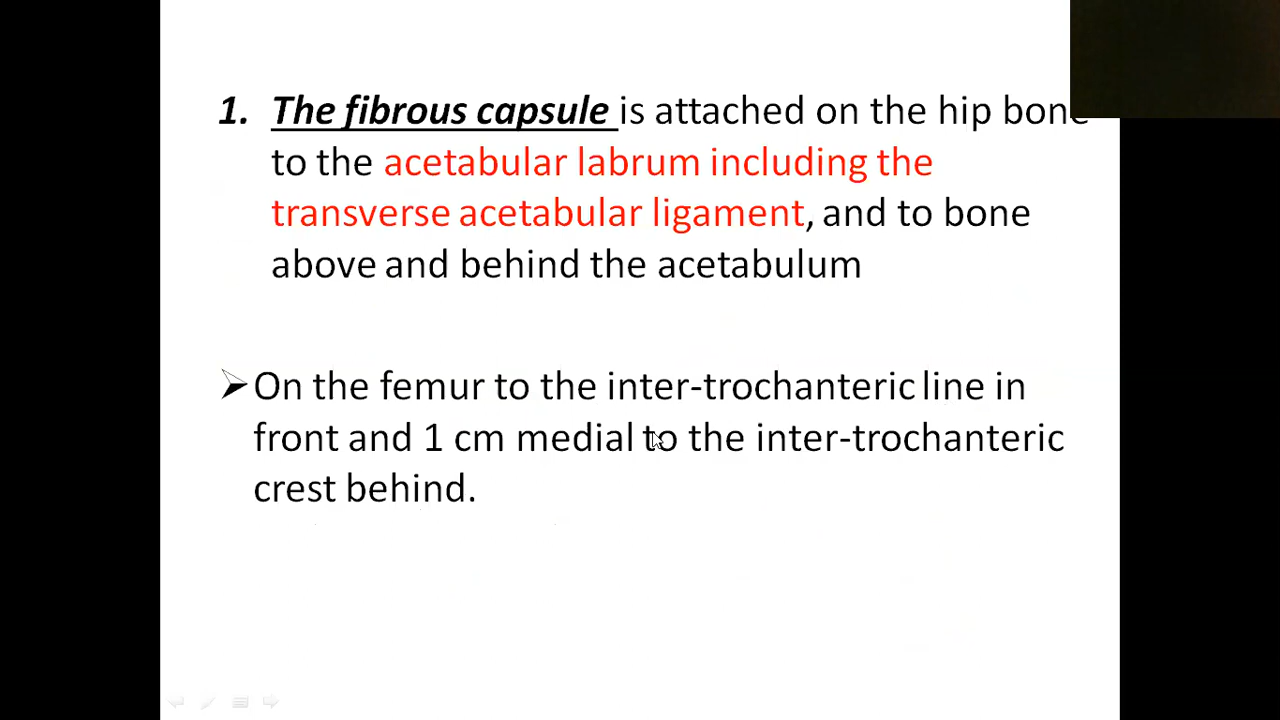 1. The fibrous capsule is attached on the hip bone
to the acetabular labrum including the
transverse acetabular ligament, and to bone
above and behind the acetabulum
➢On the femur to the inter-trochanteric line in
front and 1 cm medial to the inter-trochanteric
crest behind.